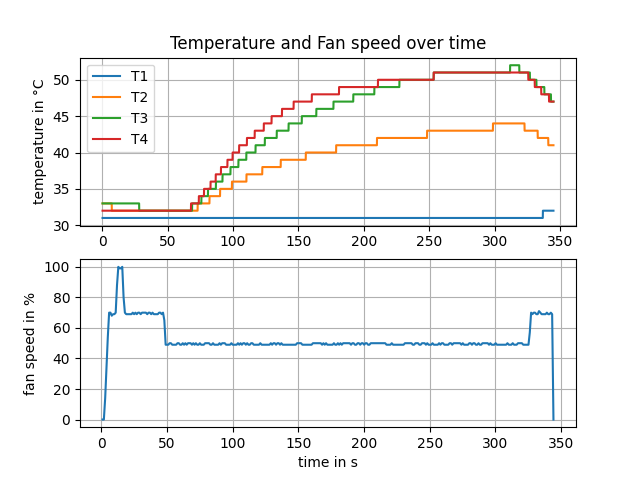 Temperature and Fan speed over time
temperature in °C
50
45
40
35
30
T1
T2
T3
T4
0 50 100 150 200 250 300 350
fan speed in %
100
80
60
40
20
0
0 50 100 150 200 250 300 350
time in s